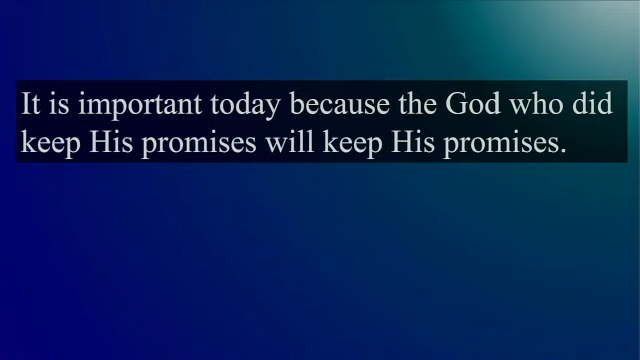 It is important today because the God who did
keep His promises will keep His promises.